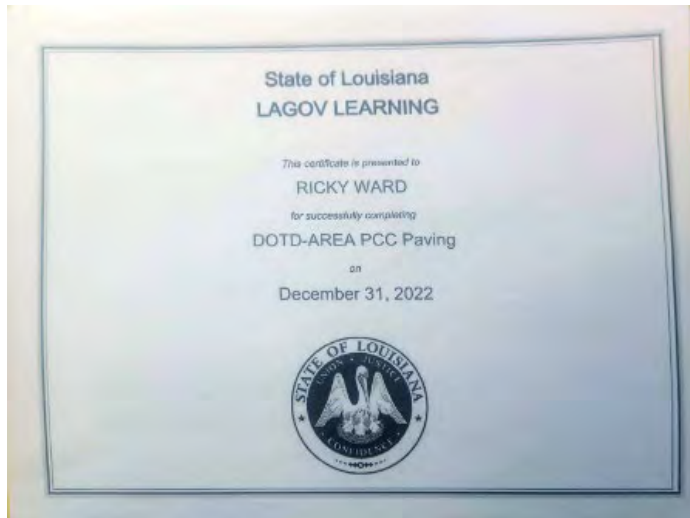 State of Louisiana
LAGOV LEARNING
This certificate is presented to
RICKY WARD
for successfully completing
DOTD-AREA PCC Paving
on
December 31, 2022
STATE OF LOUISIANA
UNION · JUSTICE
CONFIDENCE